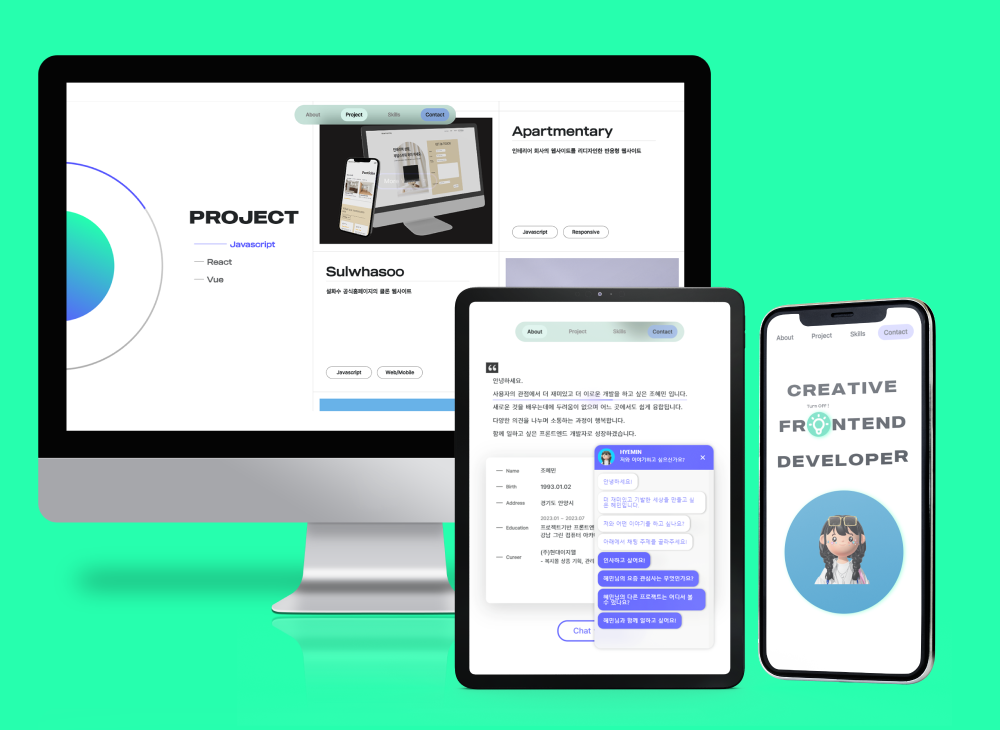 About
Project
Skills
Contact
PROJECT
Javascript
React
Vue
Apartmentary
인테리어 회사의 웹사이트를 리디자인한 반응형 웹사이트
Javascript
Responsive
Sulwhasoo
설화수 공식홈페이지의 클론 웹사이트
Javascript
Web/Mobile
About
Project
Skills
Contact
안녕하세요.
사용자의 관점에서 더 재미있고 더 이로운 개발을 하고 싶은 조혜민 입니다.
새로운 것을 배우는데에 두려움이 없으며 어느 곳에서도 쉽게 융합됩니다.
다양한 의견을 나누며 소통하는 과정이 행복합니다.
함께 일하고 싶은 프론트엔드 개발자로 성장하겠습니다.
Name 조혜민
Birth 1993.01.02
Address 경기도 안양시
2023.01 - 2023.07
Education 프로젝트기반 프론트엔
강남 그린 컴퓨터 아카
Career (주)현대이지웰
- 복지몰 상품 기획, 관리
Chat
HYEMIN
저와 이야기하고 싶으신가요?
안녕하세요!
더 재미있고 기발한 세상을 만들고 싶
은 혜민입니다.
저와 어떤 이야기를 하고 싶나요?
아래에서 채팅 주제를 골라주세요!
인사하고 싶어요!
혜민님의 요즘 관심사는 무엇인가요?
혜민님의 다른 프로젝트는 어디서 볼
수 있나요?
혜민님과 함께 일하고 싶어요!
About
Project
Skills
Contact
CREATIVE
Turn OFF
FR NTEND
DEVELOPER